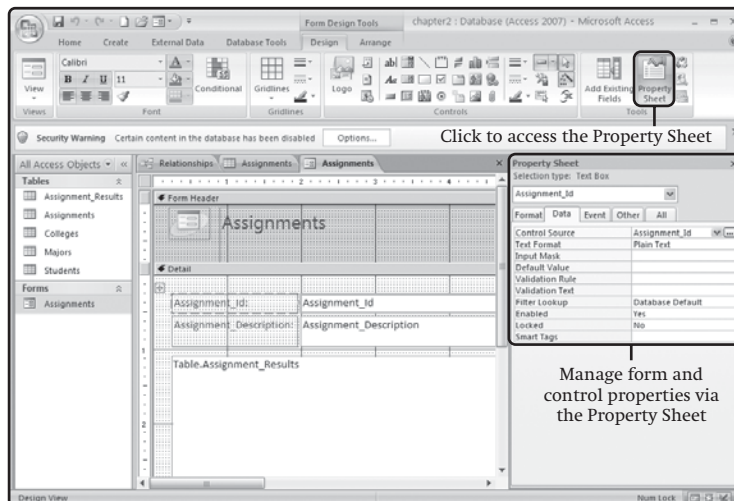 Form Design Tools
chapter2 : Database (Access 2007) - Microsoft Access
Home Create External Data Database Tools Design Arrange
Calibri
B I U 11
View
Conditional
Gridlines
Logo
Add Existing Fields
Property Sheet
Views
Font
Gridlines
Controls
Tools
Security Warning Certain content in the database has been disabled Options...
Click to access the Property Sheet
All Access Objects
Tables
Assignment_Results
Assignments
Colleges
Majors
Students
Forms
Assignments
Relationships Assignments Assignments
1 2 3 4
Form Header
Assignments
Detail
Assignment_Id: Assignment_Id
Assignment_Description: Assignment_Description
1
Table.Assignment_Results
2
Property Sheet
Selection type: Text Box
Assignment_Id
Format Data Event Other All
Control Source Assignment_Id
Text Format Plain Text
Input Mask
Default Value
Validation Rule
Validation Text
Filter Lookup Database Default
Enabled Yes
Locked No
Smart Tags
Manage form and
control properties via
the Property Sheet
Design View
Num Lock